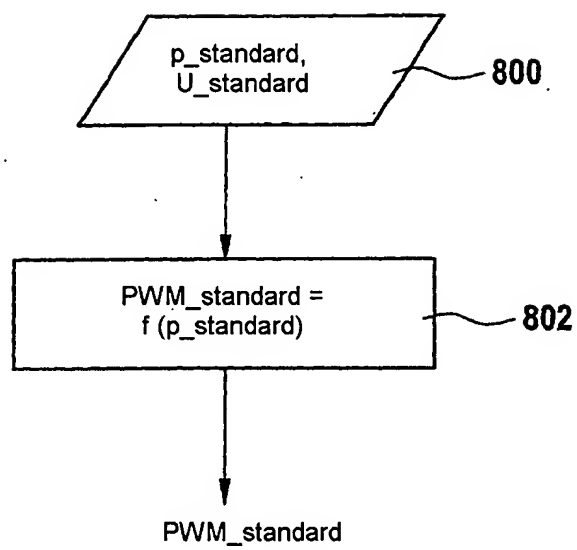 p_standard,
U_standard
800
PWM_standard =
f (p_standard)
802
PWM_standard